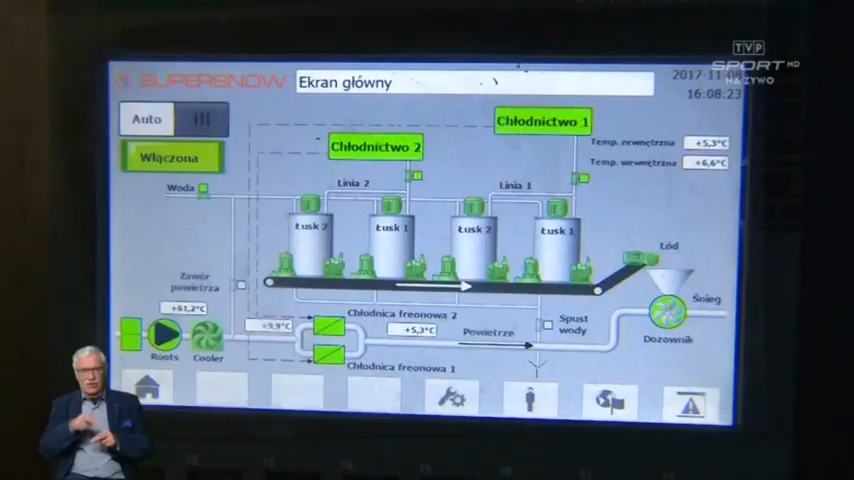 TVP
SPORT HD
NA ŻYWO
SUPERSNOW
Ekran główny
2017-11-08
16:08:23
Auto
Włączona
Chłodnictwo 1
Chłodnictwo 2
Temp. zewnętrzna +5,3°C
Temp. wewnętrzna +6,6°C
Woda
Linia 2
Linia 1
Łusk 2
Łusk 1
Łusk 2
Łusk 1
Lód
Zawór
powietrza
+61,2°C
Śnieg
Chłodnica freonowa 2
+9,9°C
+5,3°C
Powietrze
Spust
wody
Dozownik
Roots
Cooler
Chłodnica freonowa 1